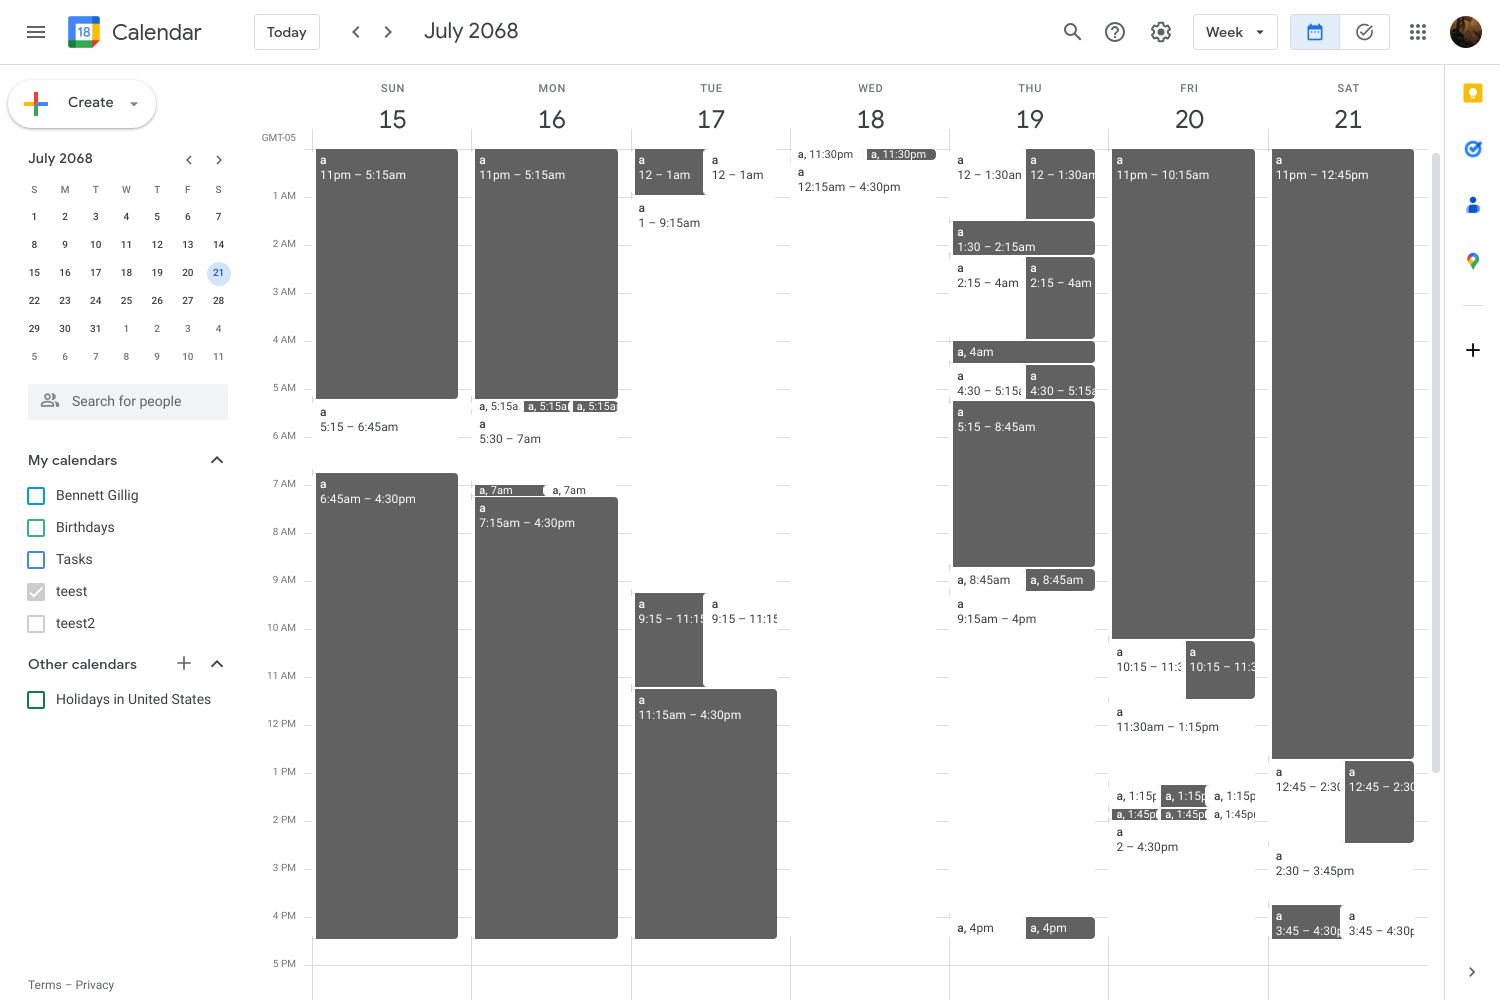 18 Calendar
Today
July 2068
Week
Create
July 2068
S M T W T F S
1 2 3 4 5 6 7
8 9 10 11 12 13 14
15 16 17 18 19 20 21
22 23 24 25 26 27 28
29 30 31 1 2 3 4
5 6 7 8 9 10 11
Search for people
My calendars
Bennett Gillig
Birthdays
Tasks
teest
teest2
Other calendars
Holidays in United States
Terms – Privacy
SUN MON TUE WED THU FRI SAT
15 16 17 18 19 20 21
GMT-05
1 AM
2 AM
3 AM
4 AM
5 AM
6 AM
7 AM
8 AM
9 AM
10 AM
11 AM
12 PM
1 PM
2 PM
3 PM
4 PM
5 PM
a
11pm – 5:15am
a
5:15 – 6:45am
a
6:45am – 4:30pm
a
11pm – 5:15am
a, 5:15a a, 5:15a a, 5:15a
a
5:30 – 7am
a, 7am a, 7am
a
7:15am – 4:30pm
a a
12 – 1am 12 – 1am
a
1 – 9:15am
a a
9:15 – 11:15 9:15 – 11:15
a
11:15am – 4:30pm
a, 11:30pm a, 11:30pm
a
12:15am – 4:30pm
a a
12 – 1:30am 12 – 1:30am
a
1:30 – 2:15am
a a
2:15 – 4am 2:15 – 4am
a, 4am
a a
4:30 – 5:15a 4:30 – 5:15a
a
5:15 – 8:45am
a, 8:45am a, 8:45am
a
9:15am – 4pm
a, 4pm a, 4pm
a
11pm – 10:15am
a a
10:15 – 11:3 10:15 – 11:3
a
11:30am – 1:15pm
a, 1:15p a, 1:15p a, 1:15p
a, 1:45p a, 1:45p a, 1:45p
a
2 – 4:30pm
a
11pm – 12:45pm
a a
12:45 – 2:30 12:45 – 2:30
a
2:30 – 3:45pm
a a
3:45 – 4:30p 3:45 – 4:30p